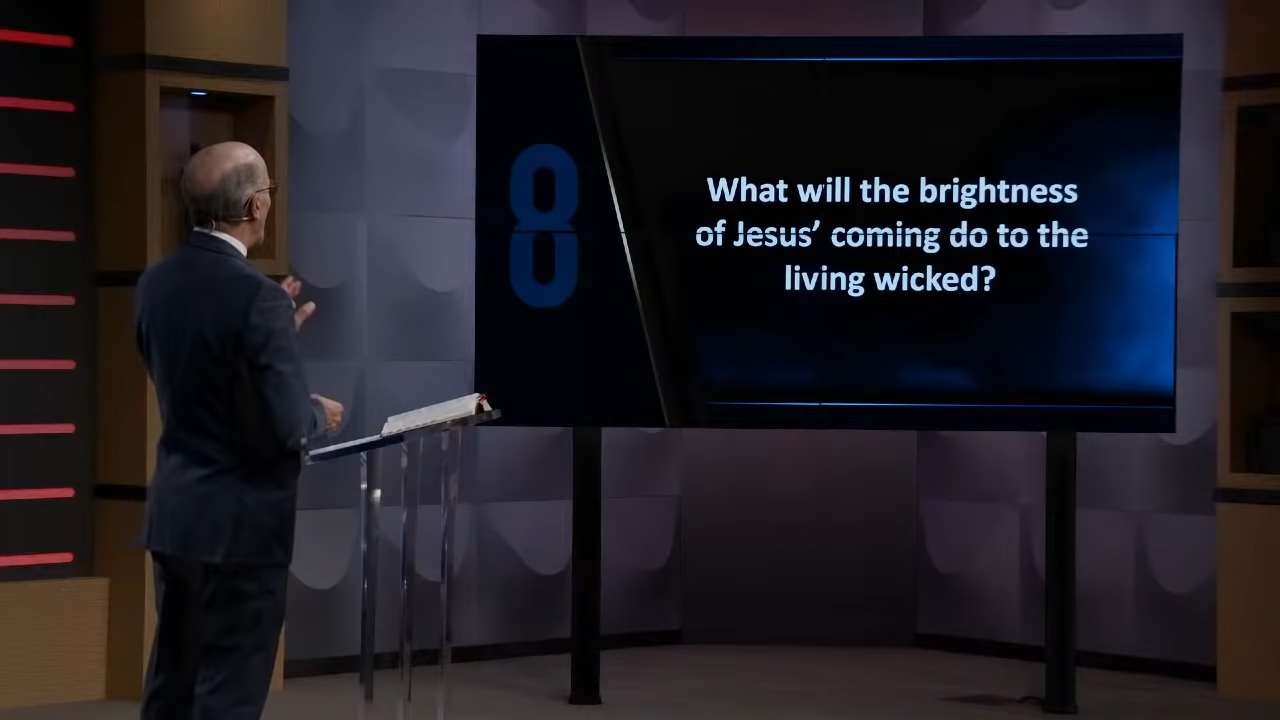 8
What will the brightness
of Jesus’ coming do to the
living wicked?